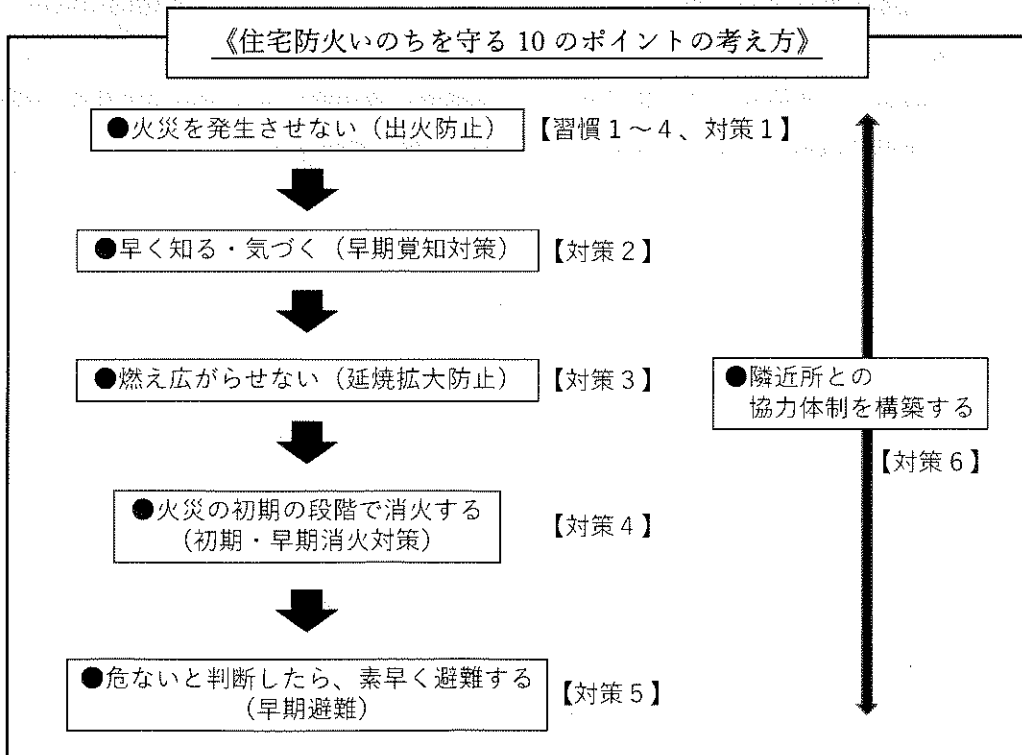 《住宅防火いのちを守る 10 のポイントの考え方》
●火災を発生させない（出火防止）
【習慣１～４、対策１】
●早く知る・気づく（早期覚知対策）
【対策２】
●燃え広がらせない（延焼拡大防止）
【対策３】
●火災の初期の段階で消火する
（初期・早期消火対策）
【対策４】
●危ないと判断したら、素早く避難する
（早期避難）
【対策５】
●隣近所との
協力体制を構築する
【対策６】